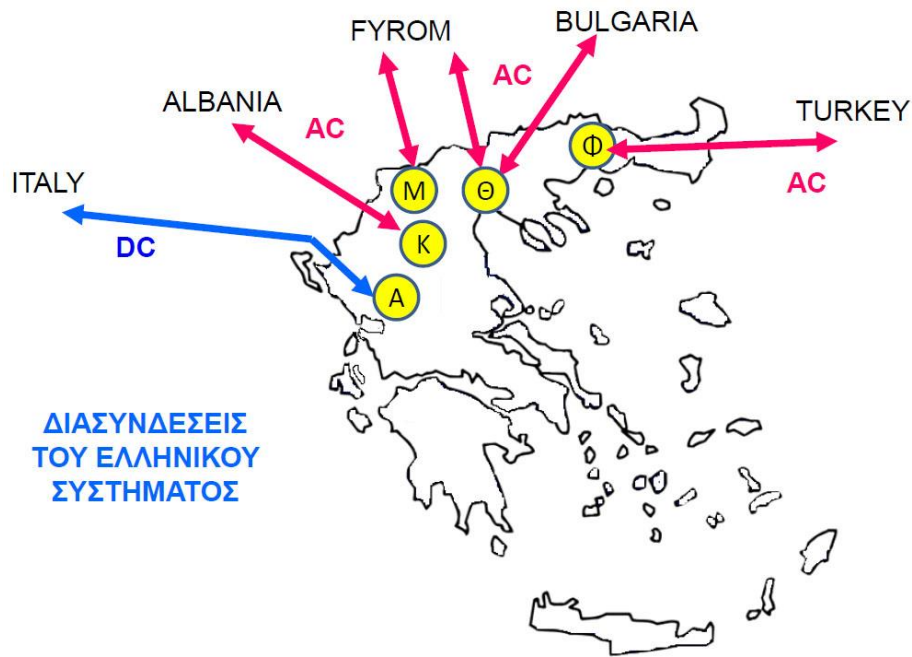 FYROM
BULGARIA
AC
ALBANIA
AC
TURKEY
Φ
ITALY
Μ
Θ
AC
DC
Κ
Α
ΔΙΑΣΥΝΔΕΣΕΙΣ
ΤΟΥ ΕΛΛΗΝΙΚΟΥ
ΣΥΣΤΗΜΑΤΟΣ